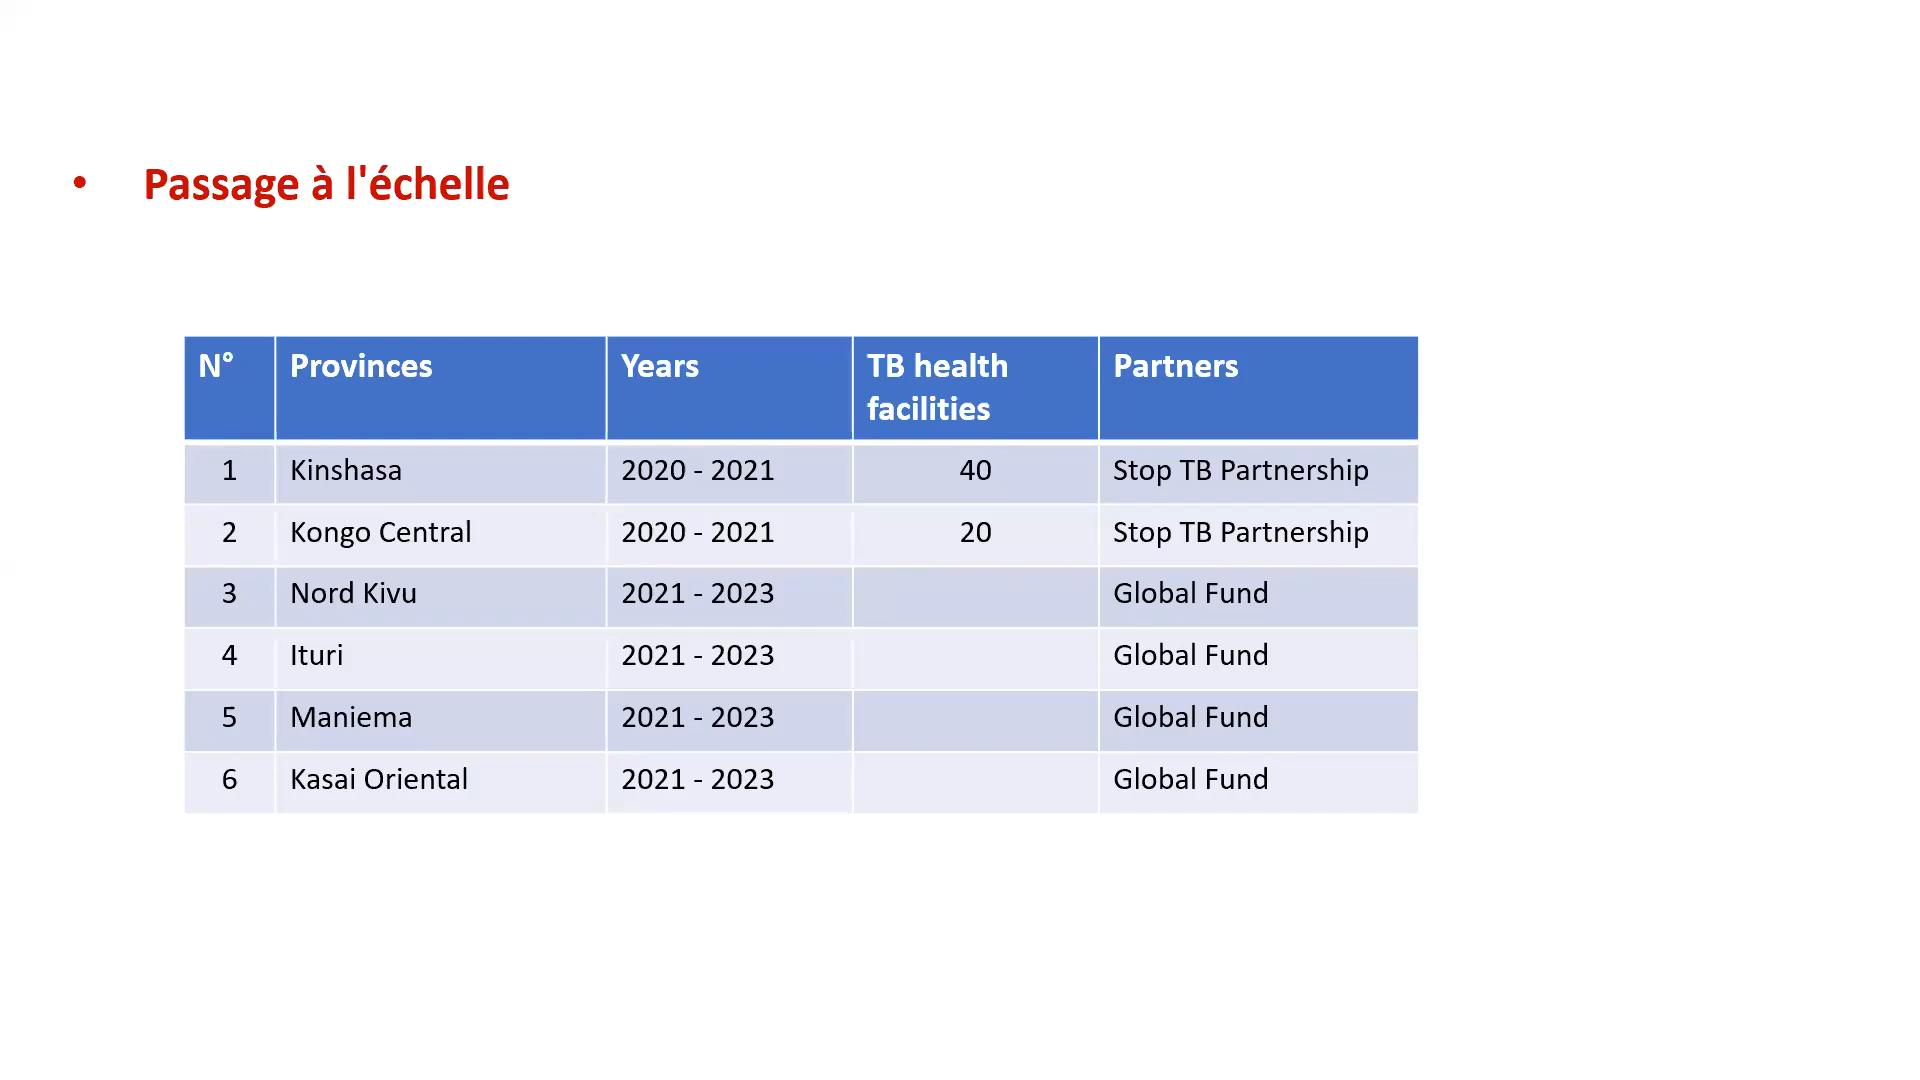 • Passage à l'échelle
N° Provinces Years TB health facilities Partners
1 Kinshasa 2020 - 2021 40 Stop TB Partnership
2 Kongo Central 2020 - 2021 20 Stop TB Partnership
3 Nord Kivu 2021 - 2023 Global Fund
4 Ituri 2021 - 2023 Global Fund
5 Maniema 2021 - 2023 Global Fund
6 Kasai Oriental 2021 - 2023 Global Fund